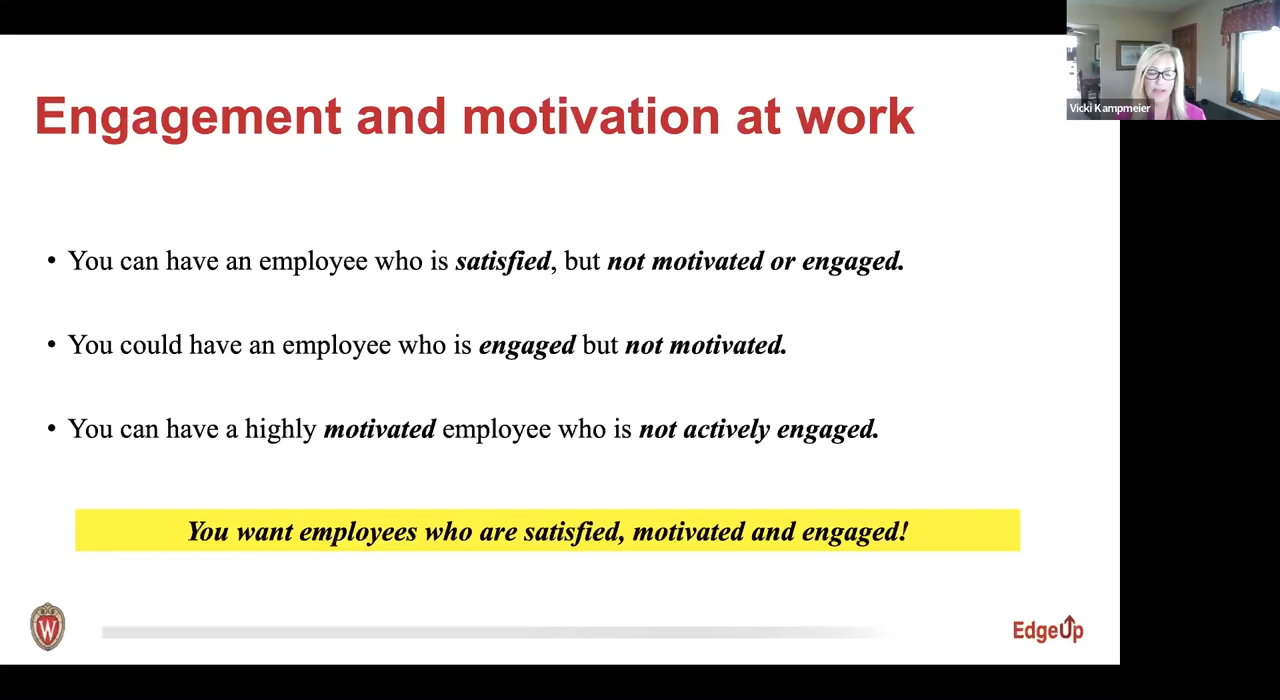 Vicki Kampmeier
Engagement and motivation at work
• You can have an employee who is satisfied, but not motivated or engaged.
• You could have an employee who is engaged but not motivated.
• You can have a highly motivated employee who is not actively engaged.
You want employees who are satisfied, motivated and engaged!
W
EdgeUp